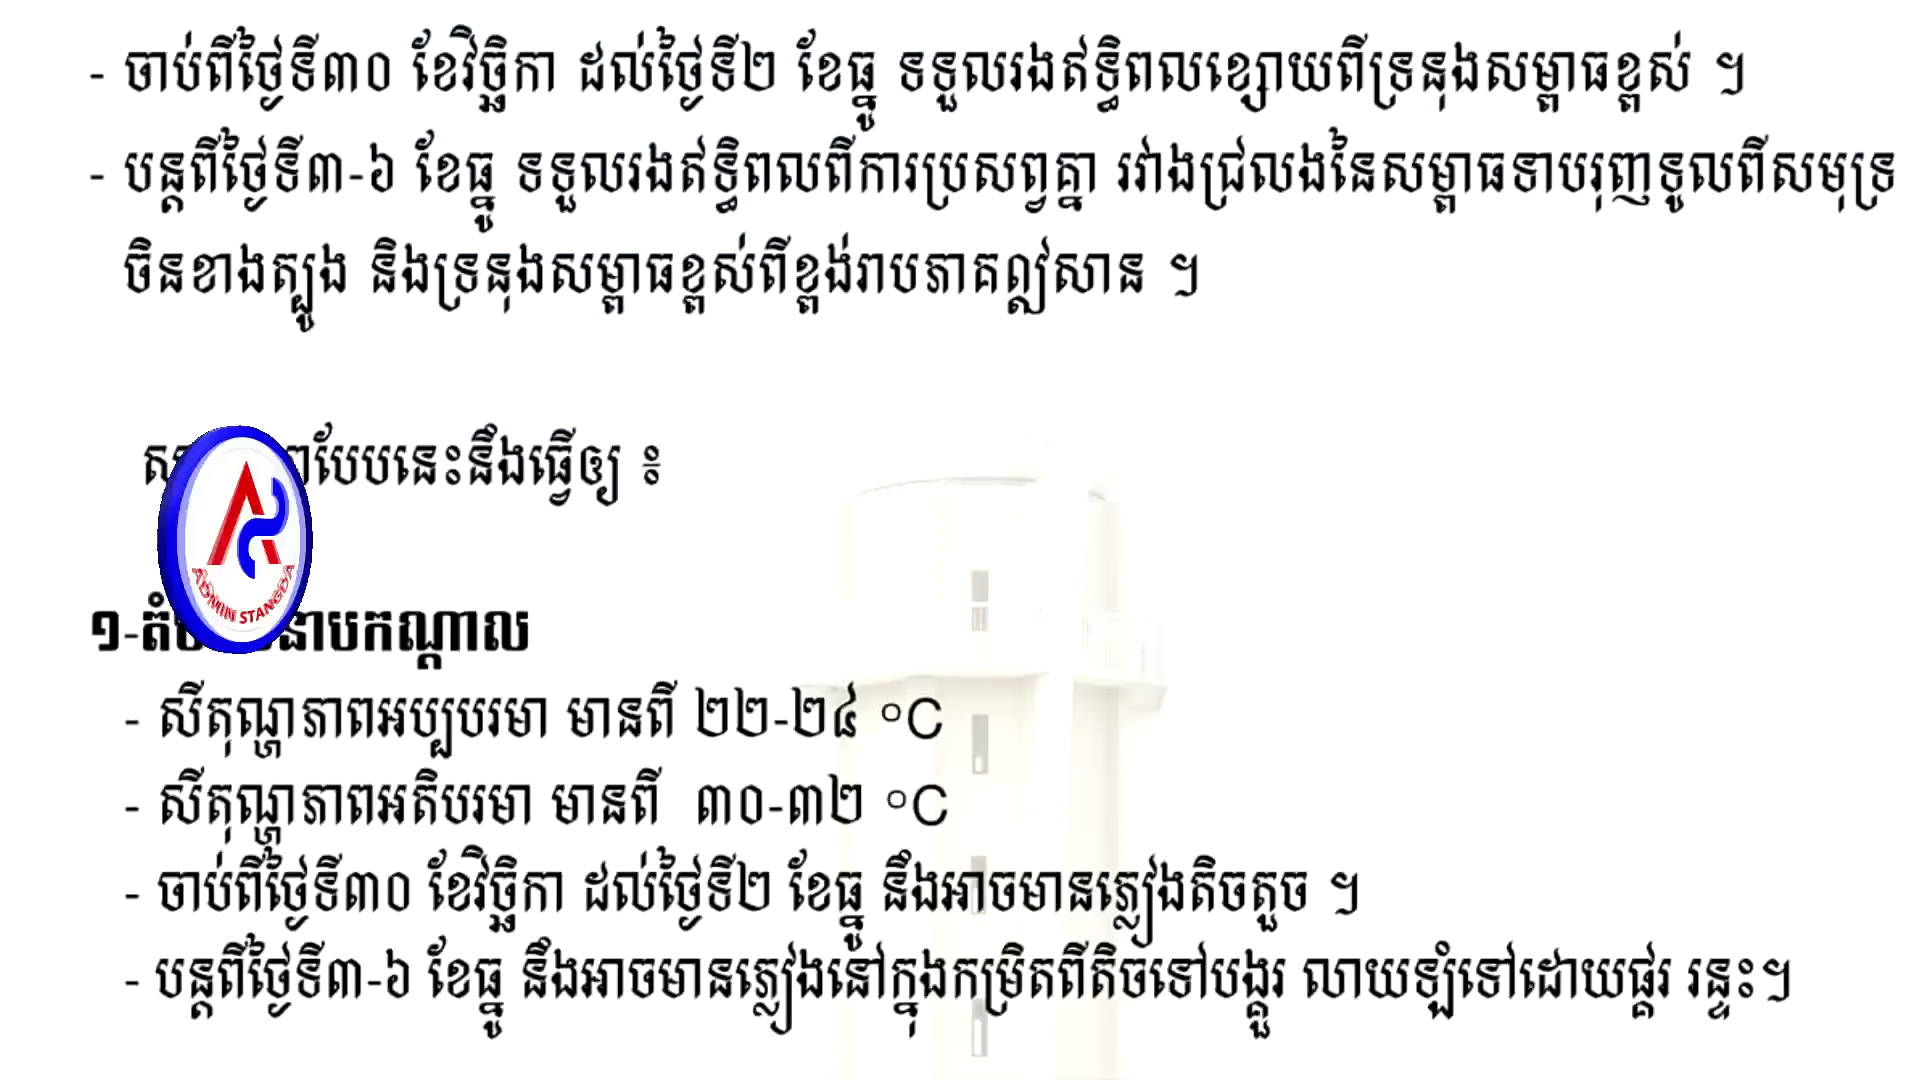 - ចាប់ពីថ្ងៃទី៣០ ខែវិច្ឆិកា ដល់ថ្ងៃទី២ ខែធ្នូ ទទួលរងឥទ្ធិពលខ្សោយពីទ្រនុងសម្ពាធខ្ពស់ ។
- បន្តពីថ្ងៃទី៣-៦ ខែធ្នូ ទទួលរងឥទ្ធិពលពីការប្រសព្វគ្នា រវាងជ្រលងនៃសម្ពាធទាបរុញទូលពីសមុទ្រ
ចិនខាងត្បូង និងទ្រនុងសម្ពាធខ្ពស់ពីខ្ពង់រាបភាគឦសាន ។
បែបនេះនឹងធ្វើឲ្យ ៖
ADMIN STANGBA
១-
- សីតុណ្ហភាពអប្បបរមា មានពី ២២-២៤ °C
- សីតុណ្ហភាពអតិបរមា មានពី ៣០-៣២ °C
- ចាប់ពីថ្ងៃទី៣០ ខែវិច្ឆិកា ដល់ថ្ងៃទី២ ខែធ្នូ នឹងអាចមានភ្លៀងតិចតួច ។
- បន្តពីថ្ងៃទី៣-៦ ខែធ្នូ នឹងអាចមានភ្លៀងនៅក្នុងកម្រិតពីតិចទៅបង្គួរ លាយឡំទៅដោយផ្គរ រន្ទះ។